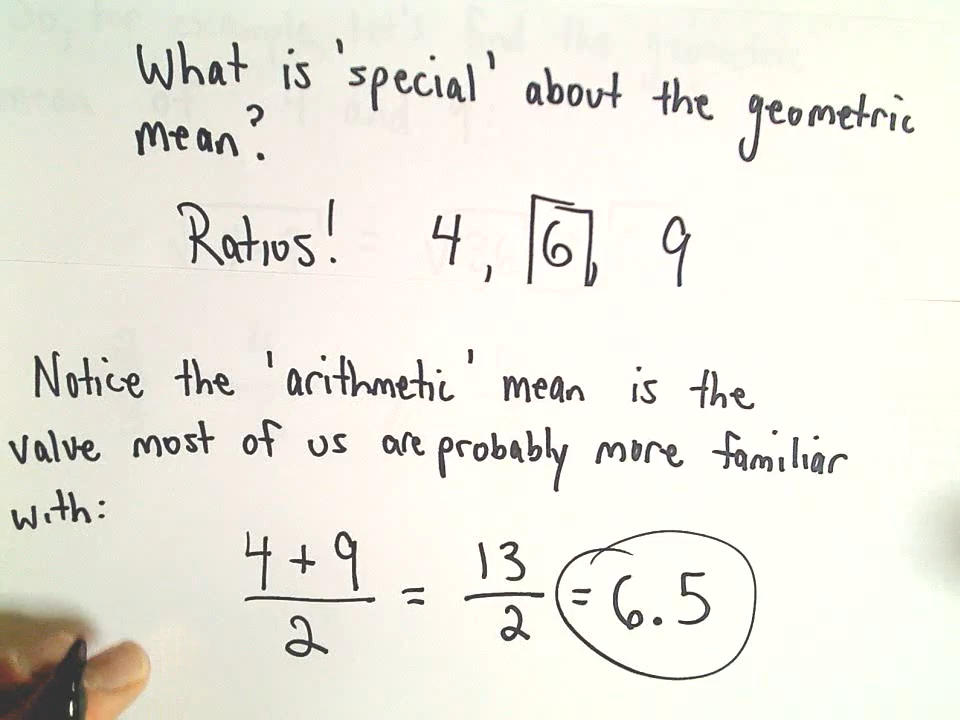 What is 'special' about the geometric
mean?
Ratios! 4, 6, 9
Notice the 'arithmetic' mean is the
value most of us are probably more familiar
with:
4 + 9 / 2 = 13 / 2 = 6.5